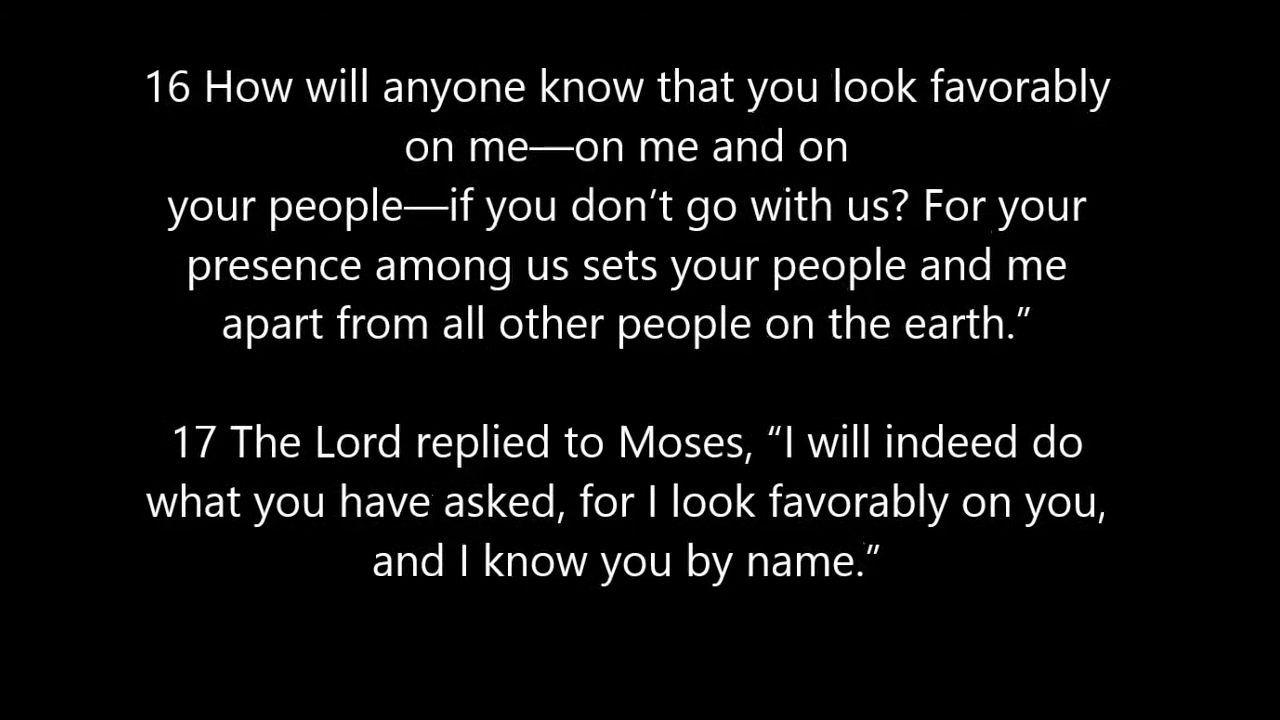 16 How will anyone know that you look favorably
on me—on me and on
your people—if you don’t go with us? For your
presence among us sets your people and me
apart from all other people on the earth.”
17 The Lord replied to Moses, “I will indeed do
what you have asked, for I look favorably on you,
and I know you by name.”